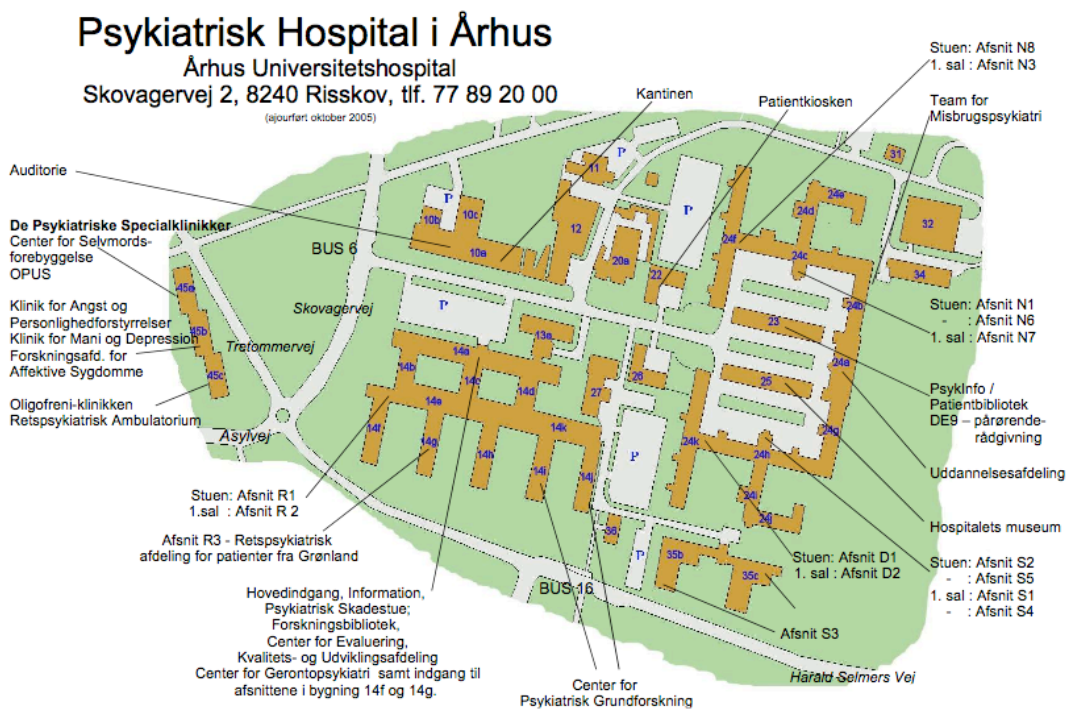 Psykiatrisk Hospital i Århus
Århus Universitetshospital
Skovagervej 2, 8240 Risskov, tlf. 77 89 20 00
(ajourført oktober 2005)
Stuen: Afsnit N8
1. sal : Afsnit N3
Kantinen
Patientkiosken
Team for
Misbrugspsykiatri
Auditorie
De Psykiatriske Specialklinikker
Center for Selvmords-
forebyggelse
OPUS
Klinik for Angst og
Personlighedforstyrrelser
Klinik for Mani og Depression
Forskningsafd. for
Affektive Sygdomme
Oligofreni-klinikken
Retspsykiatrisk Ambulatorium
BUS 6
Skovagervej
Tretommervej
Asylvej
45a
45b
45c
P
P
P
P
P
P
11
31
10b
10c
10a
12
20a
22
24f
24d
24e
24c
32
34
24b
23
13a
14a
14b
14c
14d
14e
14k
27
28
25
24a
24g
14f
14g
14h
14i
14j
24k
24h
24i
24j
36
35b
35c
Stuen: Afsnit N1
- : Afsnit N6
1. sal : Afsnit N7
PsykInfo /
Patientbibliotek
DE9 – pårørende-
rådgivning
Uddannelsesafdeling
Hospitalets museum
Stuen: Afsnit S2
- : Afsnit S5
1. sal : Afsnit S1
- : Afsnit S4
Stuen: Afsnit D1
1. sal : Afsnit D2
Afsnit S3
Stuen: Afsnit R1
1.sal : Afsnit R 2
Afsnit R3 - Retspsykiatrisk
afdeling for patienter fra Grønland
Hovedindgang, Information,
Psykiatrisk Skadestue;
Forskningsbibliotek,
Center for Evaluering,
Kvalitets- og Udviklingsafdeling
Center for Gerontopsykiatri samt indgang til
afsnittene i bygning 14f og 14g.
BUS 16
Center for
Psykiatrisk Grundforskning
Harald Selmers Vej